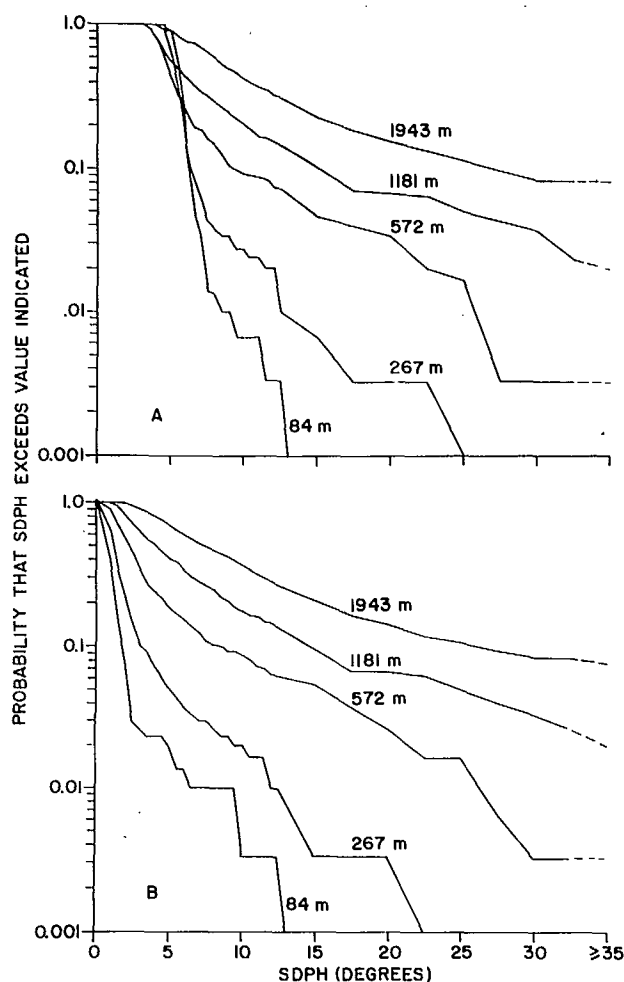 PROBABILITY THAT SDPH EXCEEDS VALUE INDICATED
1.0
0.1
.01
0.001
1943 m
1181 m
572 m
267 m
84 m
A
1.0
0.1
0.01
0.001
1943 m
1181 m
572 m
267 m
84 m
B
0 5 10 15 20 25 30 ≥35
SDPH (DEGREES)